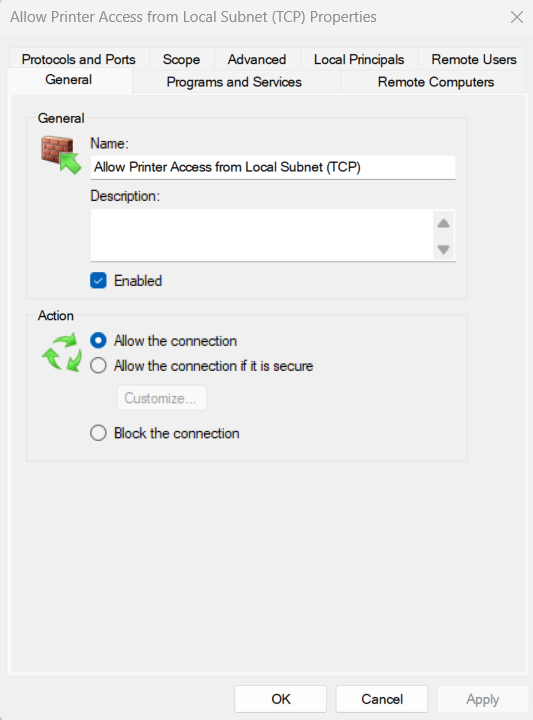 Allow Printer Access from Local Subnet (TCP) Properties
Protocols and Ports Scope Advanced Local Principals Remote Users
General Programs and Services Remote Computers
General
Name:
Allow Printer Access from Local Subnet (TCP)
Description:
Enabled
Action
Allow the connection
Allow the connection if it is secure
Customize...
Block the connection
OK Cancel Apply